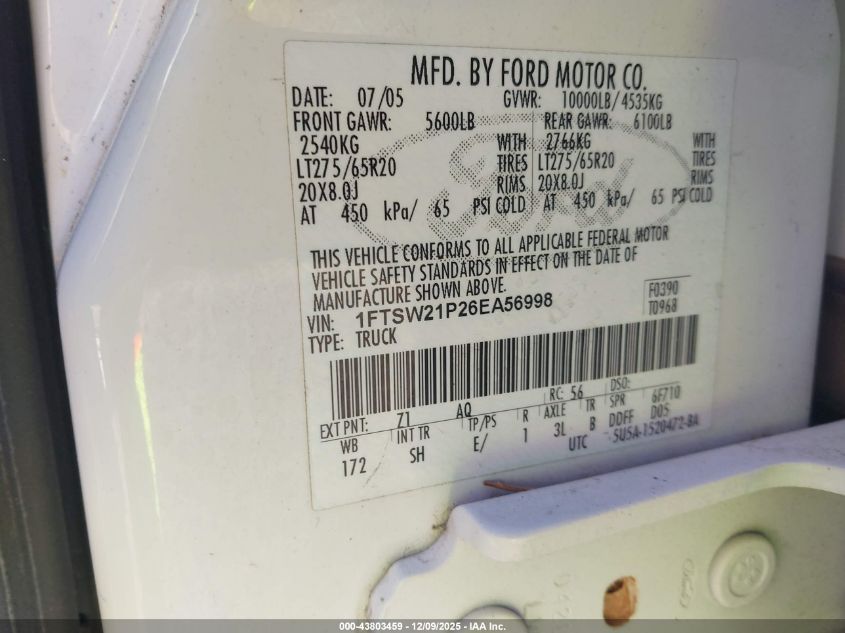 MFD. BY FORD MOTOR CO.
DATE: 07/05 GVWR: 10000LB/4535KG
FRONT GAWR: 5600LB REAR GAWR: 6100LB
2540KG WITH 2766KG WITH
LT275/65R20 TIRES LT275/65R20 TIRES
20X8.0J RIMS 20X8.0J RIMS
AT 450 kPa/ 65 PSI COLD AT 450 kPa/ 65 PSI COLD
Ford
THIS VEHICLE CONFORMS TO ALL APPLICABLE FEDERAL MOTOR
VEHICLE SAFETY STANDARDS IN EFFECT ON THE DATE OF
MANUFACTURE SHOWN ABOVE.
VIN: 1FTSW21P26EA56998 F0390
TYPE: TRUCK T0968
RC: 56 DSO:
EXT PNT: Z1 AQ 6F710
WB INT TR TP/PS R AXLE TR SPR
172 SH E/ 1 3L B DDFF DOS
UTC 5U5A-1520472-BA
000-43803459 - 12/09/2025 - IAA Inc.